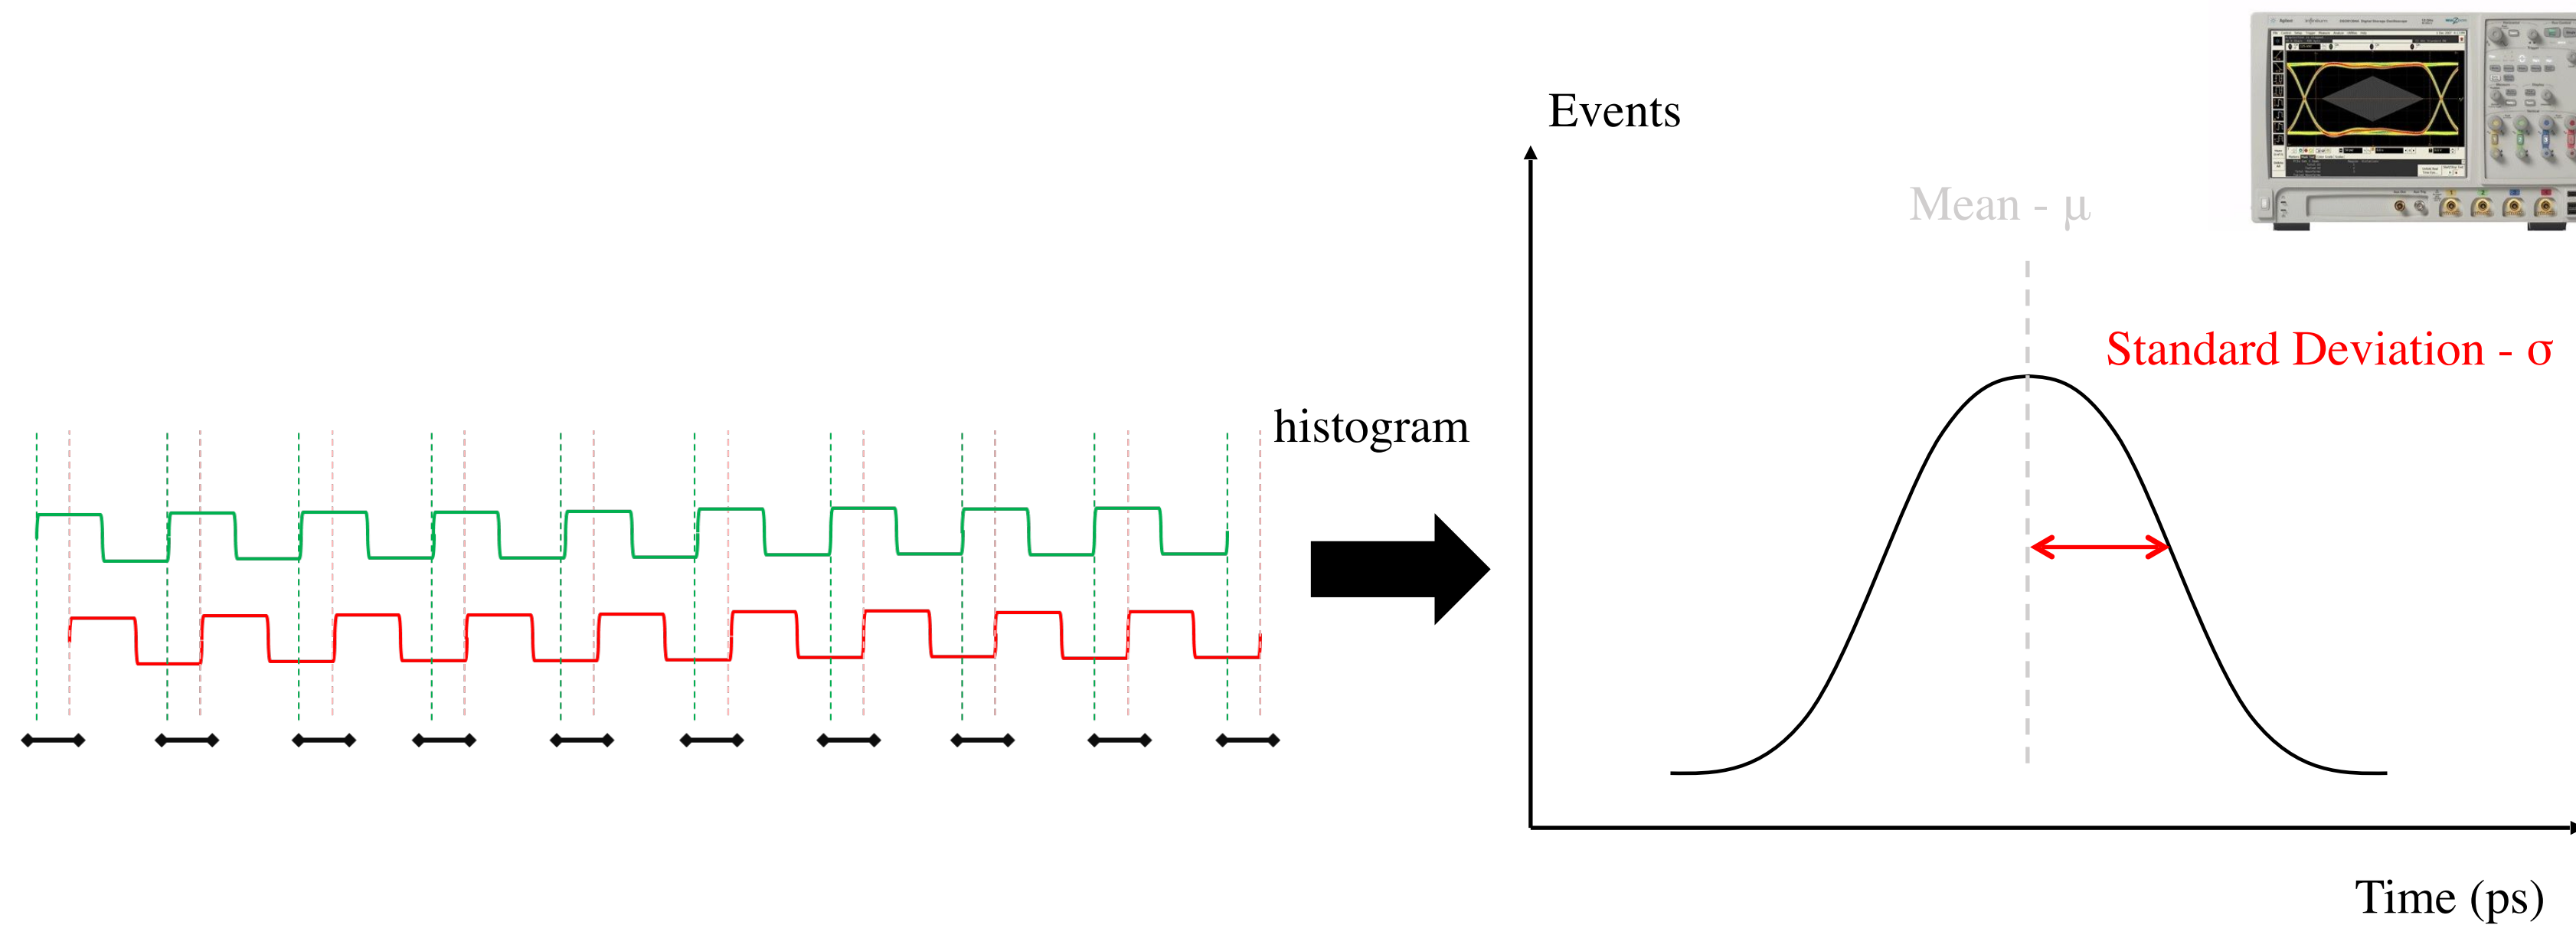 Events
Mean - μ
Standard Deviation - σ
histogram
Time (ps)